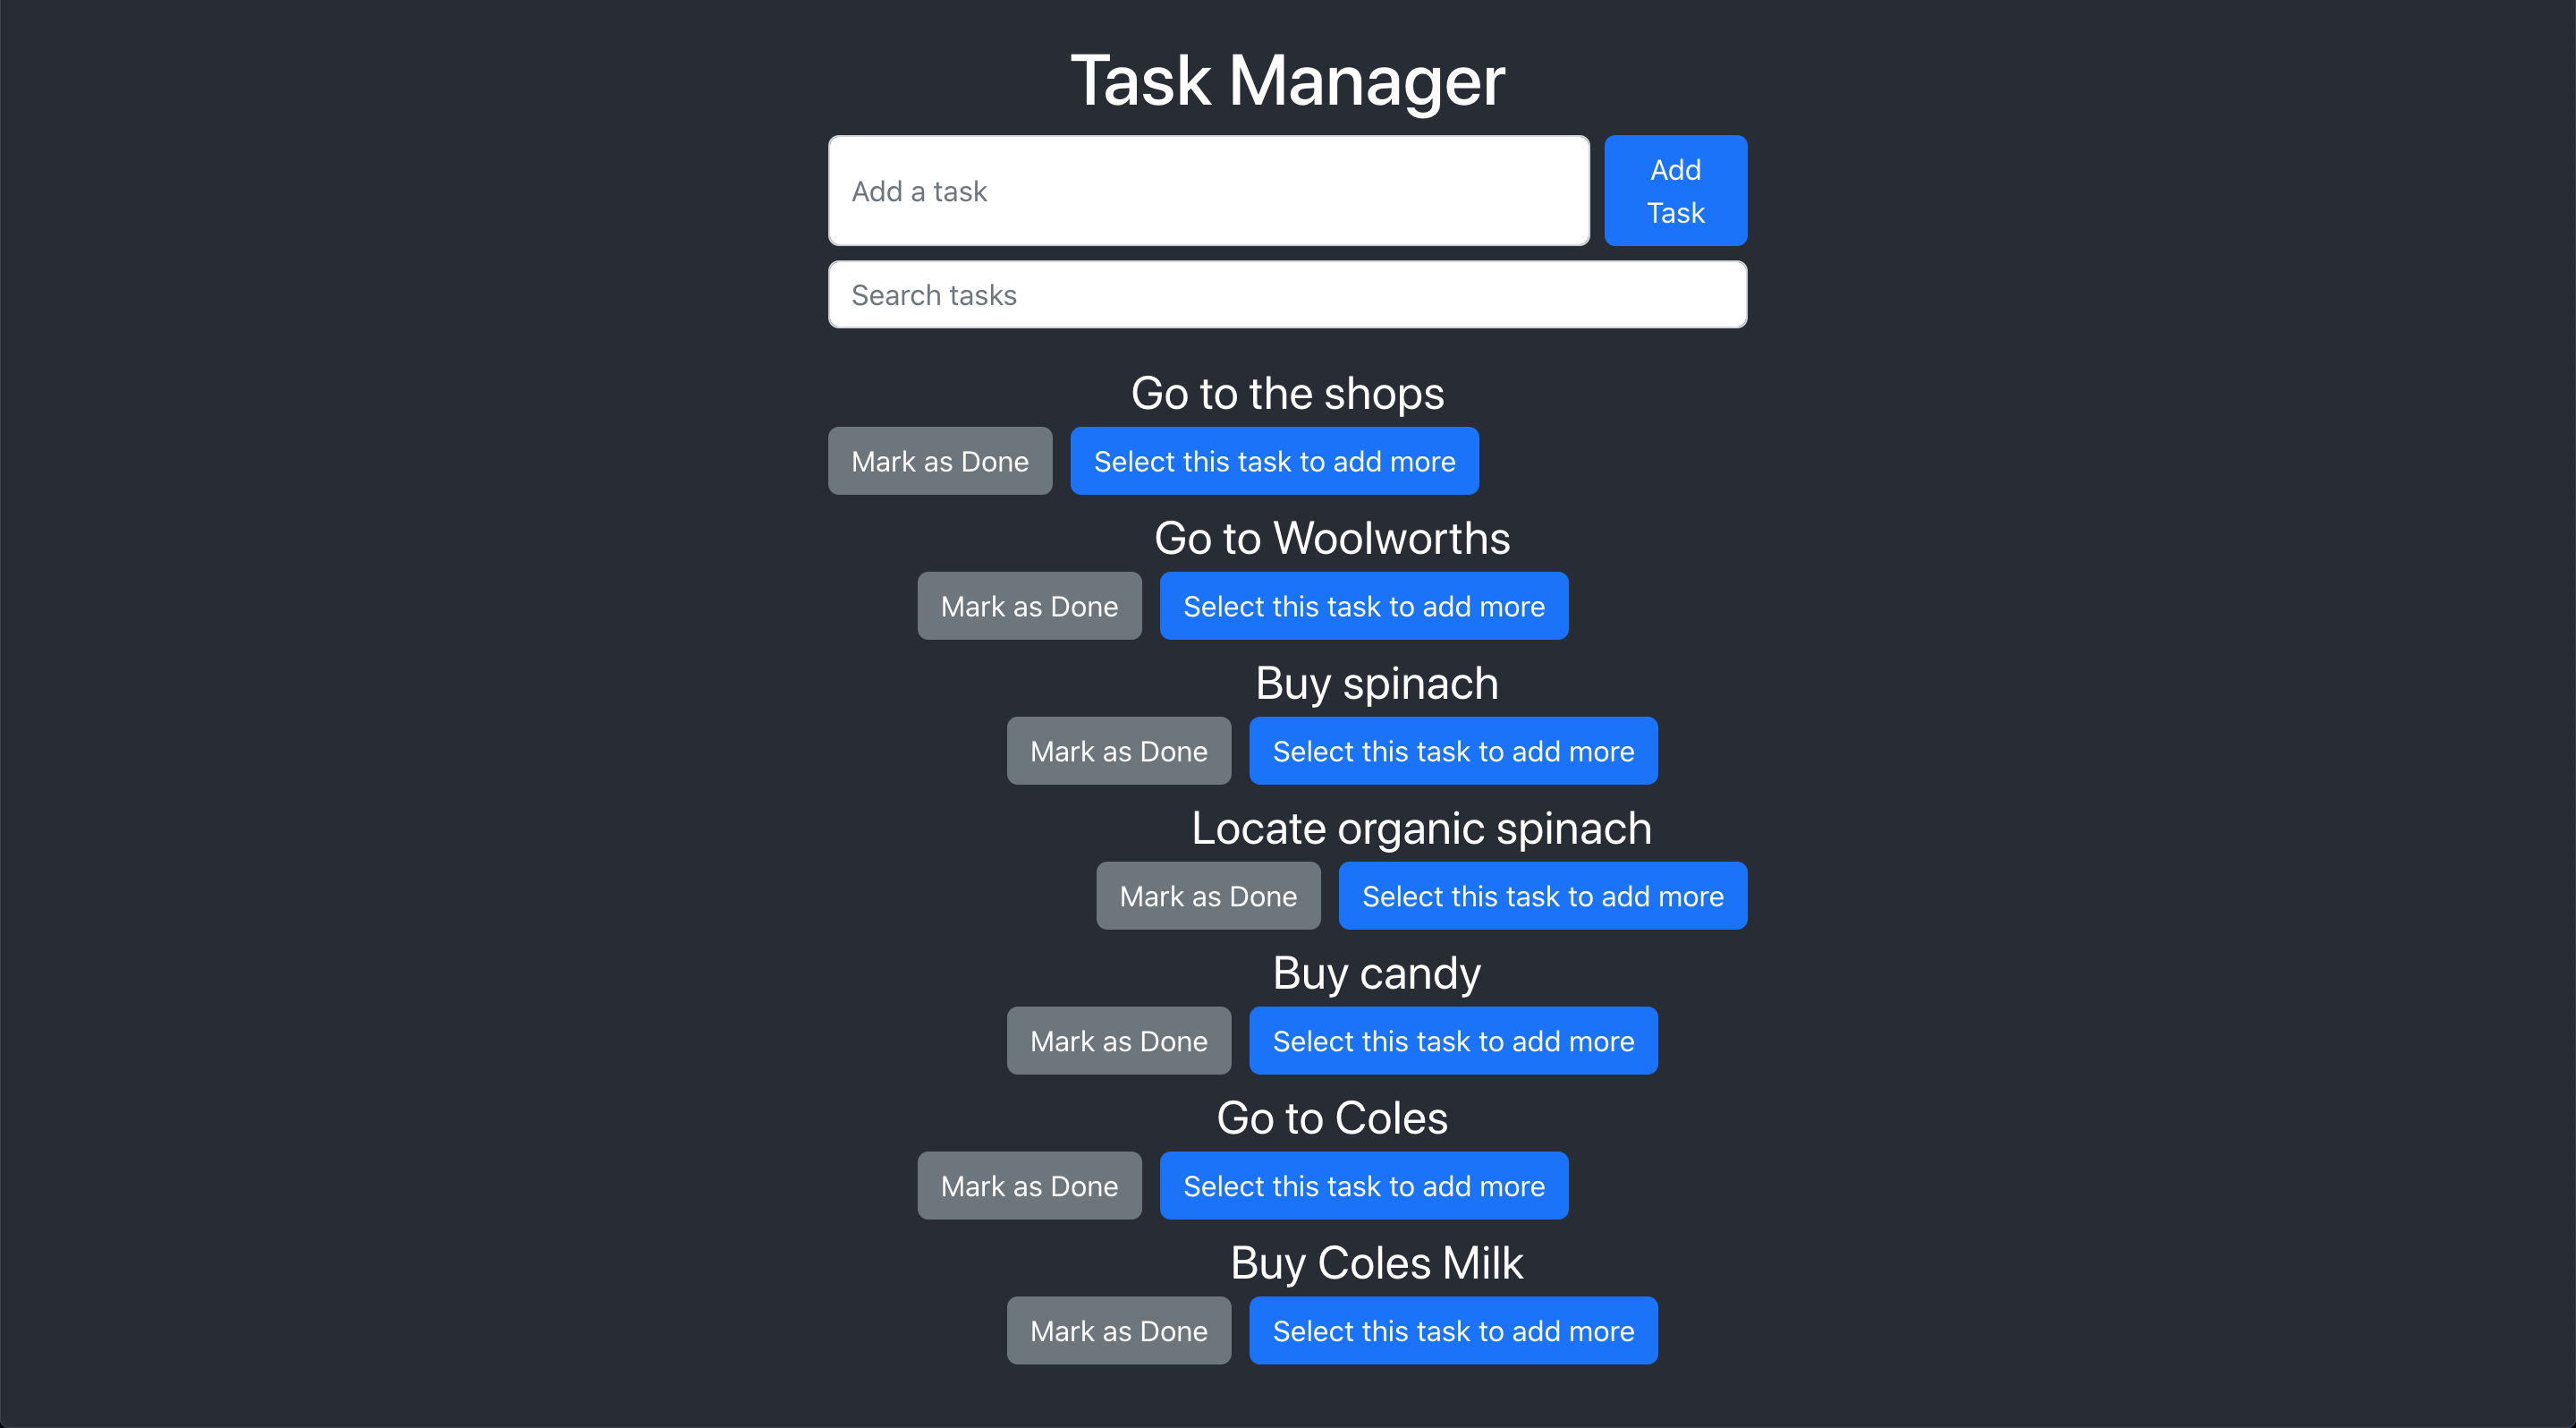 Task Manager
Add a task
Add
Task
Search tasks
Go to the shops
Mark as Done Select this task to add more
Go to Woolworths
Mark as Done Select this task to add more
Buy spinach
Mark as Done Select this task to add more
Locate organic spinach
Mark as Done Select this task to add more
Buy candy
Mark as Done Select this task to add more
Go to Coles
Mark as Done Select this task to add more
Buy Coles Milk
Mark as Done Select this task to add more